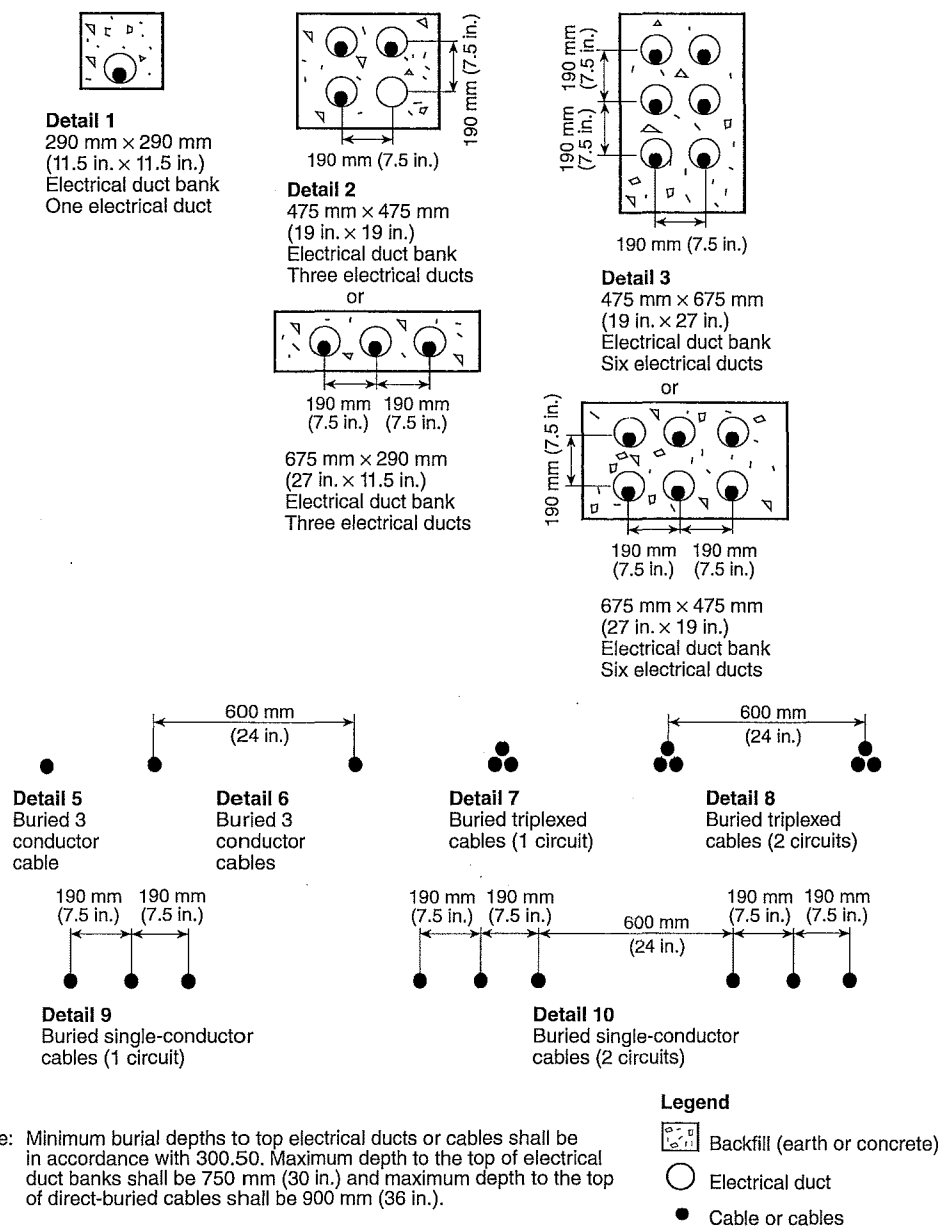 Detail 1
290 mm × 290 mm
(11.5 in. × 11.5 in.)
Electrical duct bank
One electrical duct
190 mm (7.5 in.)
190 mm (7.5 in.)
Detail 2
475 mm × 475 mm
(19 in. × 19 in.)
Electrical duct bank
Three electrical ducts
or
190 mm
(7.5 in.)
190 mm
(7.5 in.)
675 mm × 290 mm
(27 in. × 11.5 in.)
Electrical duct bank
Three electrical ducts
190 mm
(7.5 in.)
190 mm
(7.5 in.)
190 mm (7.5 in.)
Detail 3
475 mm × 675 mm
(19 in. × 27 in.)
Electrical duct bank
Six electrical ducts
or
190 mm (7.5 in.)
190 mm
(7.5 in.)
190 mm
(7.5 in.)
675 mm × 475 mm
(27 in. × 19 in.)
Electrical duct bank
Six electrical ducts
600 mm
(24 in.)
600 mm
(24 in.)
Detail 5
Buried 3
conductor
cable
Detail 6
Buried 3
conductor
cables
Detail 7
Buried triplexed
cables (1 circuit)
Detail 8
Buried triplexed
cables (2 circuits)
190 mm
(7.5 in.)
190 mm
(7.5 in.)
190 mm
(7.5 in.)
190 mm
(7.5 in.)
600 mm
(24 in.)
190 mm
(7.5 in.)
190 mm
(7.5 in.)
Detail 9
Buried single-conductor
cables (1 circuit)
Detail 10
Buried single-conductor
cables (2 circuits)
e: Minimum burial depths to top electrical ducts or cables shall be
in accordance with 300.50. Maximum depth to the top of electrical
duct banks shall be 750 mm (30 in.) and maximum depth to the top
of direct-buried cables shall be 900 mm (36 in.).
Legend
Backfill (earth or concrete)
Electrical duct
Cable or cables